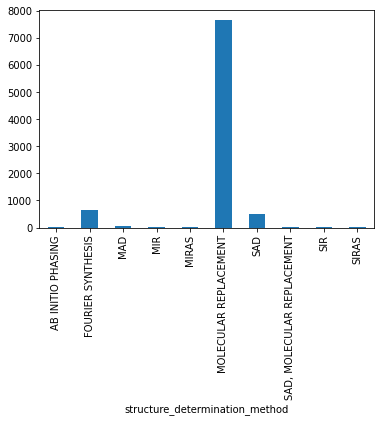 8000
7000
6000
5000
4000
3000
2000
1000
0
AB INITIO PHASING
FOURIER SYNTHESIS
MAD
MIR
MIRAS
MOLECULAR REPLACEMENT
SAD
SAD, MOLECULAR REPLACEMENT
SIR
SIRAS
structure_determination_method